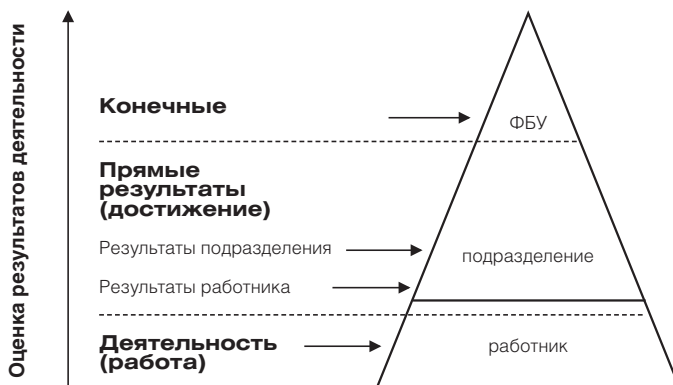 Оценка результатов деятельности
Конечные
ФБУ
Прямые
результаты
(достижение)
Результаты подразделения
подразделение
Результаты работника
Деятельность
(работа)
работник